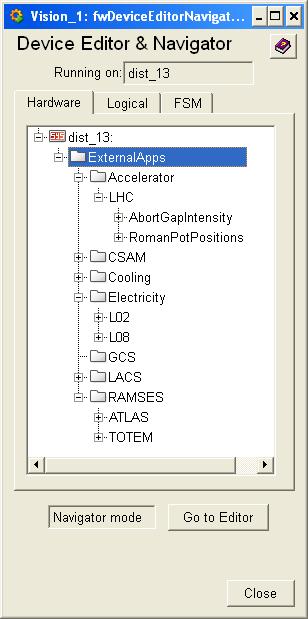 Vision_1: fwDeviceEditorNavigat...
Device Editor & Navigator
Running on: dist_13
Hardware Logical FSM
SYS dist_13:
ExternalApps
Accelerator
LHC
AbortGapIntensity
RomanPotPositions
CSAM
Cooling
Electricity
L02
L08
GCS
LACS
RAMSES
ATLAS
TOTEM
Navigator mode Go to Editor
Close